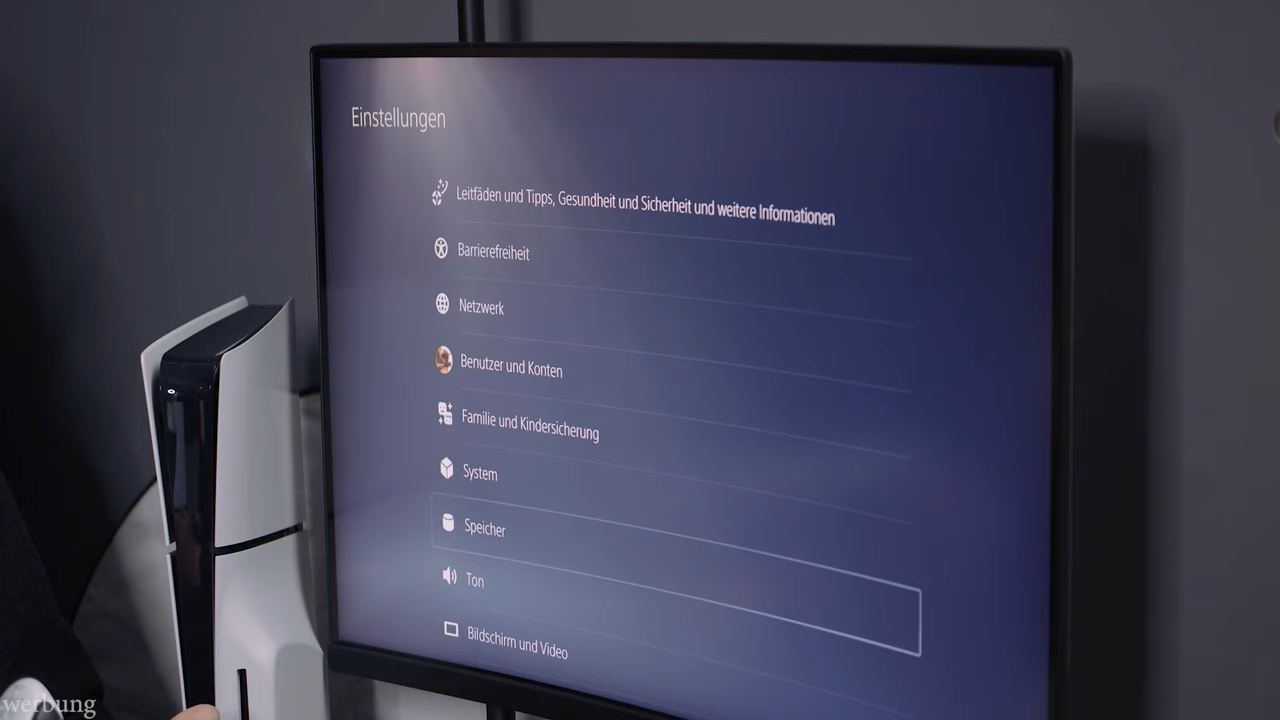 Einstellungen
Leitfäden und Tipps, Gesundheit und Sicherheit und weitere Informationen
Barrierefreiheit
Netzwerk
Benutzer und Konten
Familie und Kindersicherung
System
Speicher
Ton
Bildschirm und Video
werbung